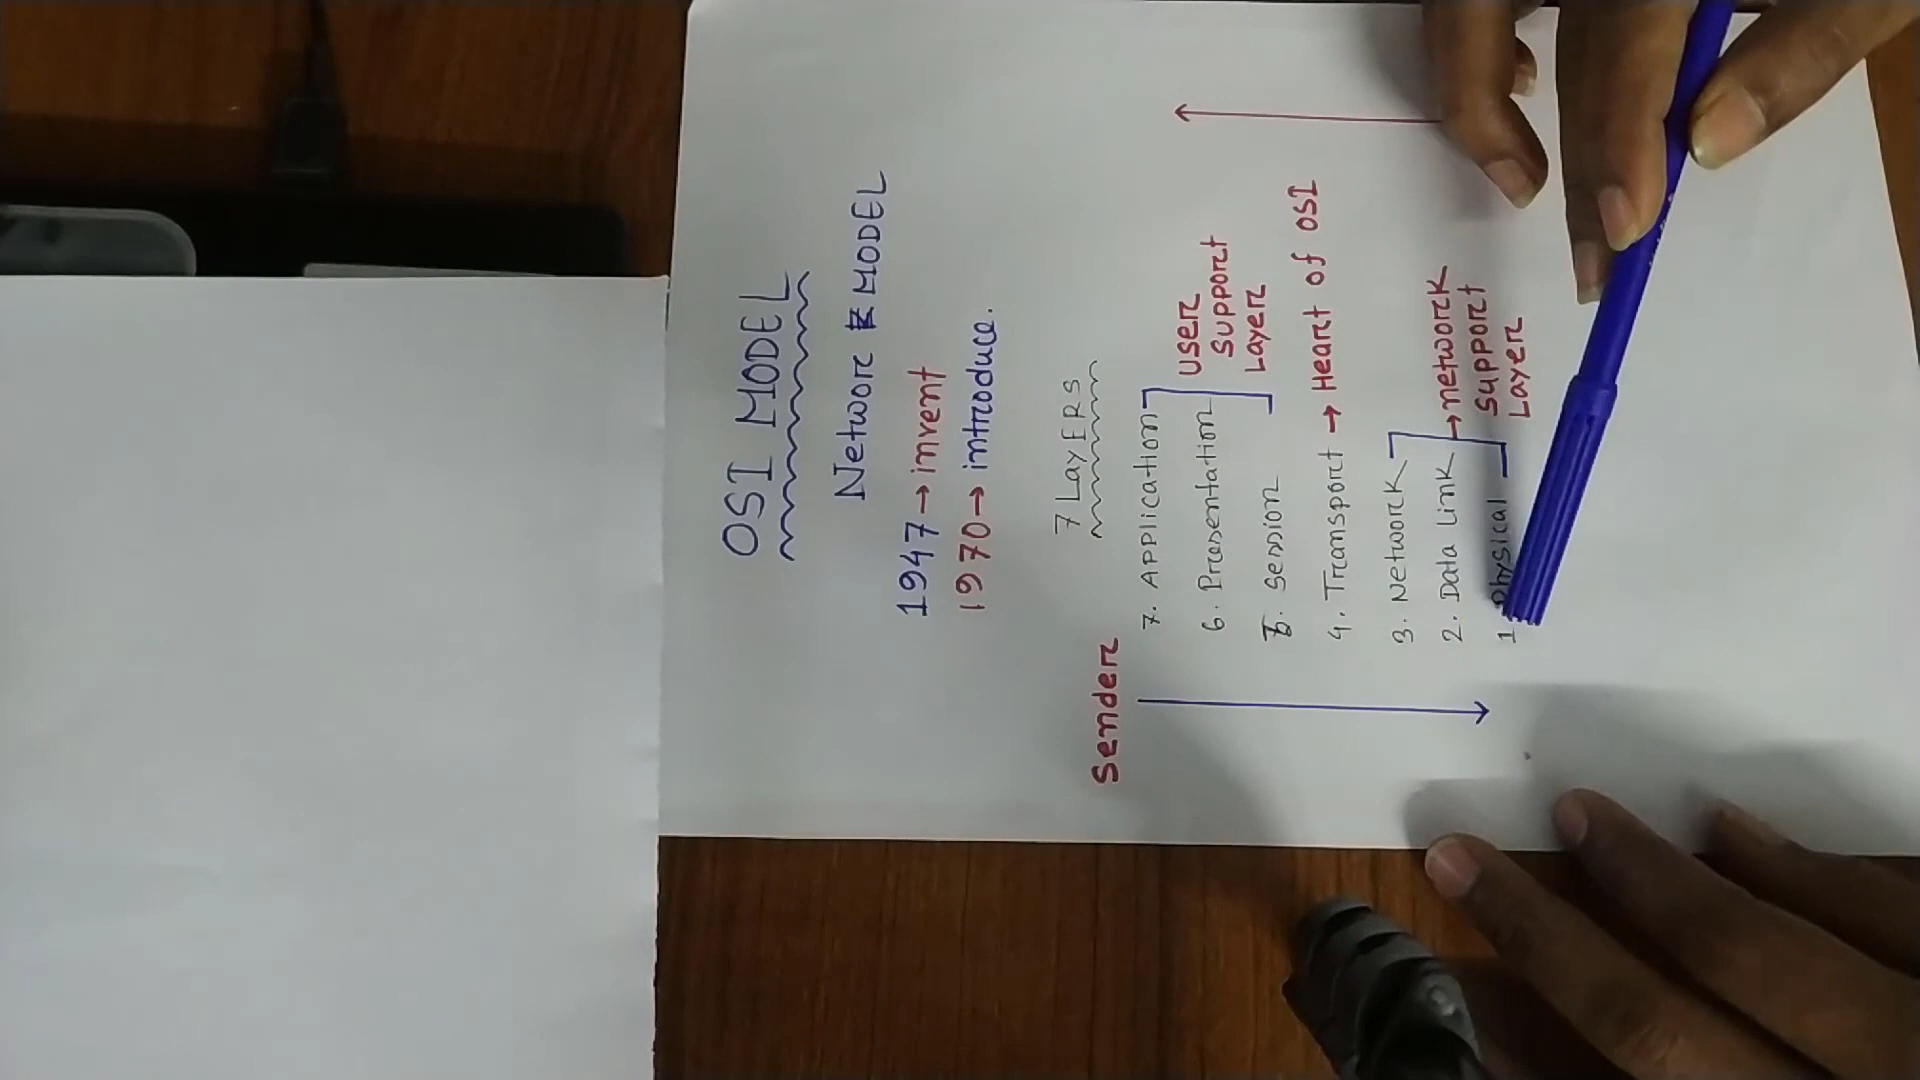 OSI MODEL
Network MODEL
1947 → invent
1970 → introduce.
7 LayERS
Sender
7. Application
6. Presentation
5. Session
User
Support
Layer
4. Transport → Heart of OSI
3. Network
2. Data Link
1. Physical
→ network
Support
Layer